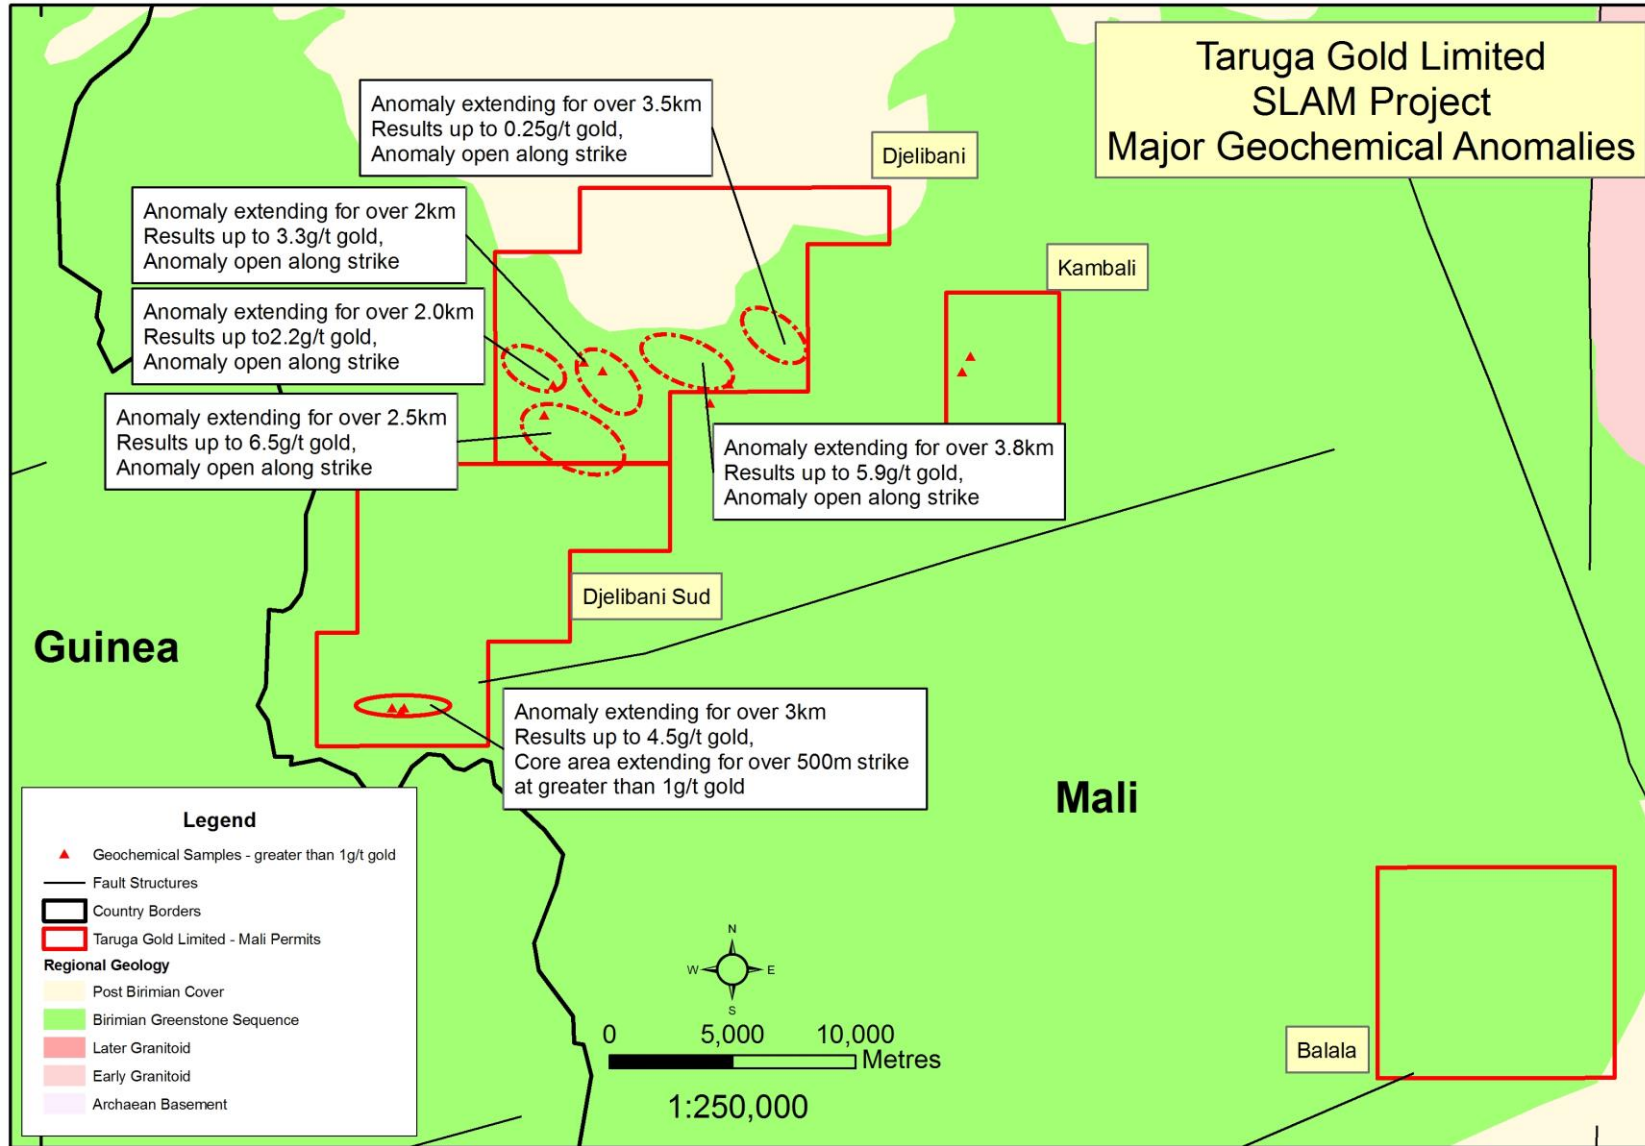 Taruga Gold Limited
SLAM Project
Major Geochemical Anomalies
Anomaly extending for over 3.5km
Results up to 0.25g/t gold,
Anomaly open along strike
Djelibani
Anomaly extending for over 2km
Results up to 3.3g/t gold,
Anomaly open along strike
Kambali
Anomaly extending for over 2.0km
Results up to2.2g/t gold,
Anomaly open along strike
Anomaly extending for over 2.5km
Results up to 6.5g/t gold,
Anomaly open along strike
Anomaly extending for over 3.8km
Results up to 5.9g/t gold,
Anomaly open along strike
Djelibani Sud
Guinea
Anomaly extending for over 3km
Results up to 4.5g/t gold,
Core area extending for over 500m strike
at greater than 1g/t gold
Mali
Legend
Geochemical Samples - greater than 1g/t gold
Fault Structures
Country Borders
Taruga Gold Limited - Mali Permits
Regional Geology
Post Birimian Cover
Birimian Greenstone Sequence
Later Granitoid
Early Granitoid
Archaean Basement
N
W E
S
0 5,000 10,000
Metres
1:250,000
Balala